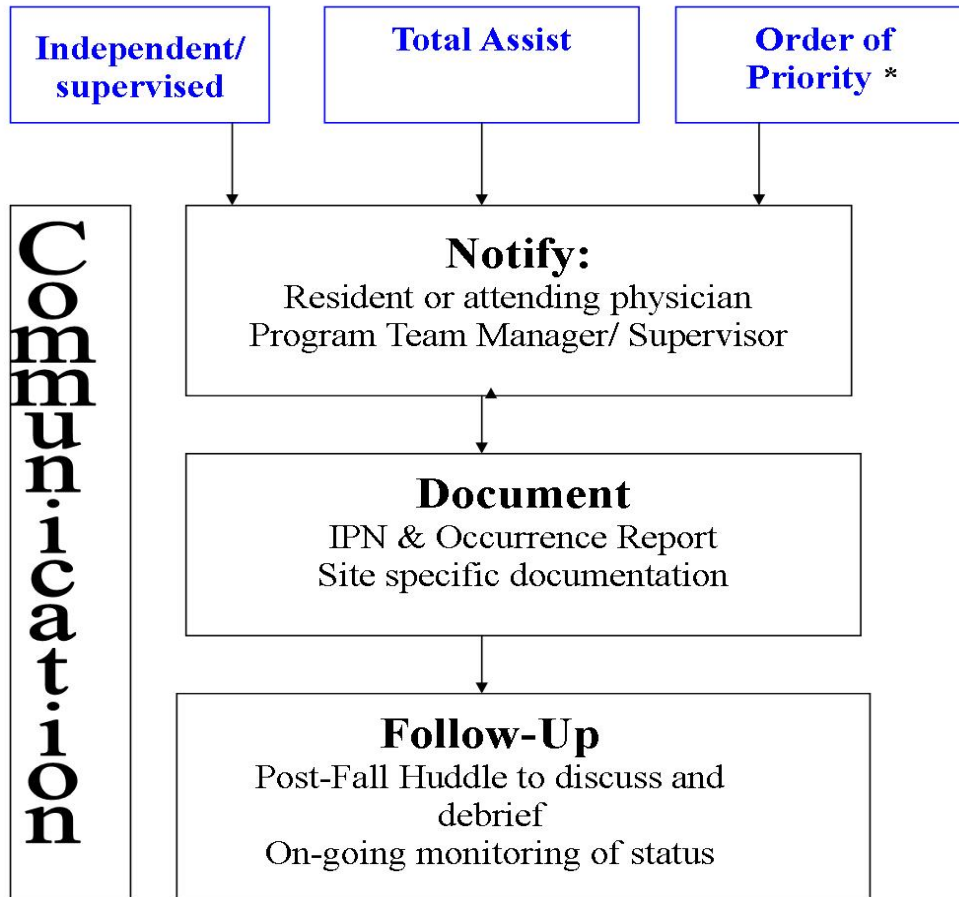 Independent/
supervised
Total Assist
Order of
Priority *
Communication
Notify:
Resident or attending physician
Program Team Manager/ Supervisor
Document
IPN & Occurrence Report
Site specific documentation
Follow-Up
Post-Fall Huddle to discuss and
debrief
On-going monitoring of status